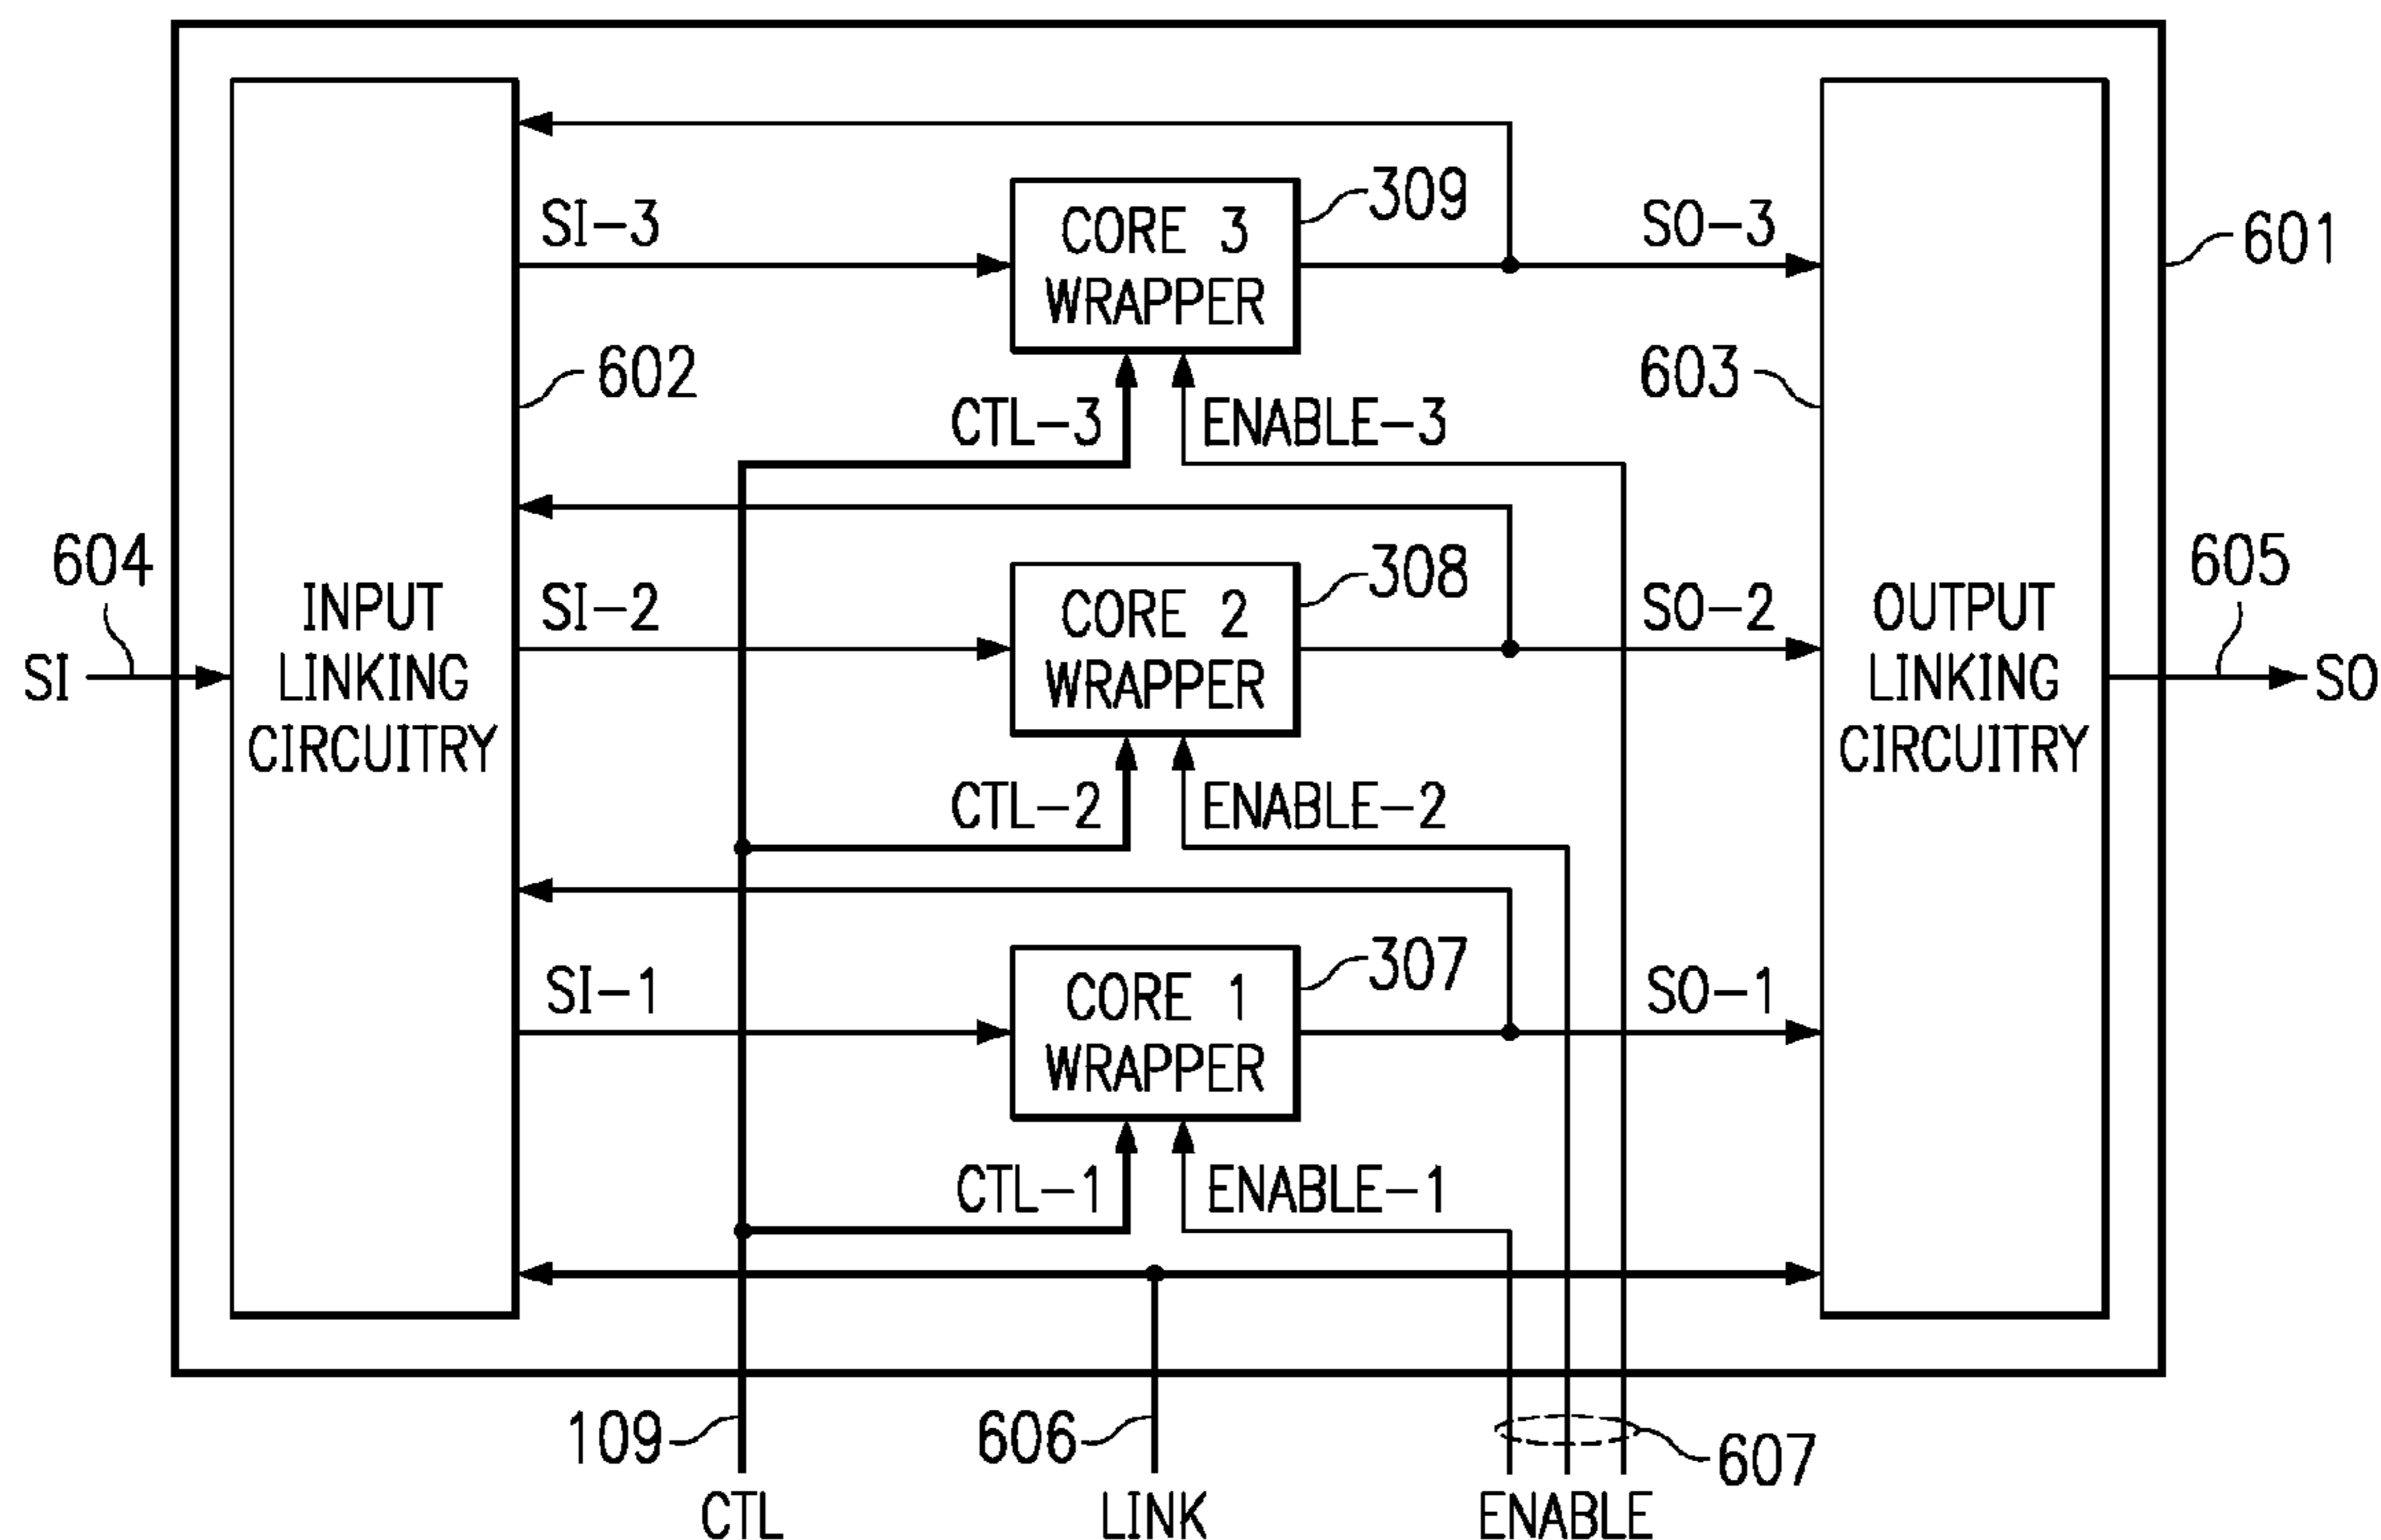 309
SI-3
CORE 3
WRAPPER
SO-3
601
602
603
CTL-3
ENABLE-3
604
308
605
SI-2
CORE 2
WRAPPER
SO-2
INPUT
LINKING
CIRCUITRY
OUTPUT
LINKING
CIRCUITRY
SI
SO
CTL-2
ENABLE-2
307
SI-1
CORE 1
WRAPPER
SO-1
CTL-1
ENABLE-1
109
606
607
CTL
LINK
ENABLE